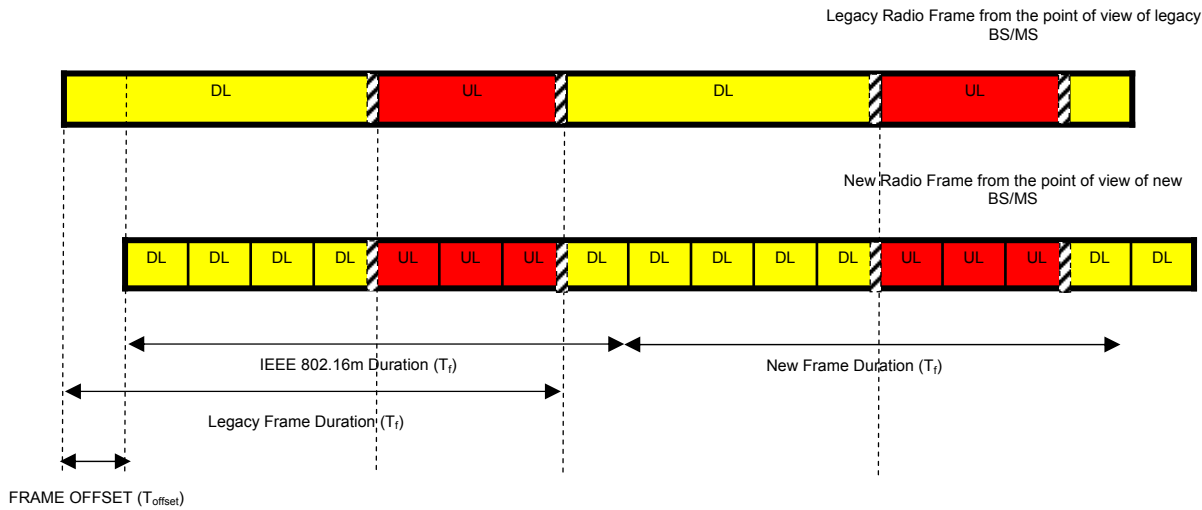 Legacy Radio Frame from the point of view of legacy
BS/MS
DL UL DL UL
New Radio Frame from the point of view of new
BS/MS
DL DL DL DL UL UL UL DL DL DL DL DL UL UL UL DL DL
IEEE 802.16m Duration (Tf)
New Frame Duration (Tf)
Legacy Frame Duration (Tf)
FRAME OFFSET (Toffset)